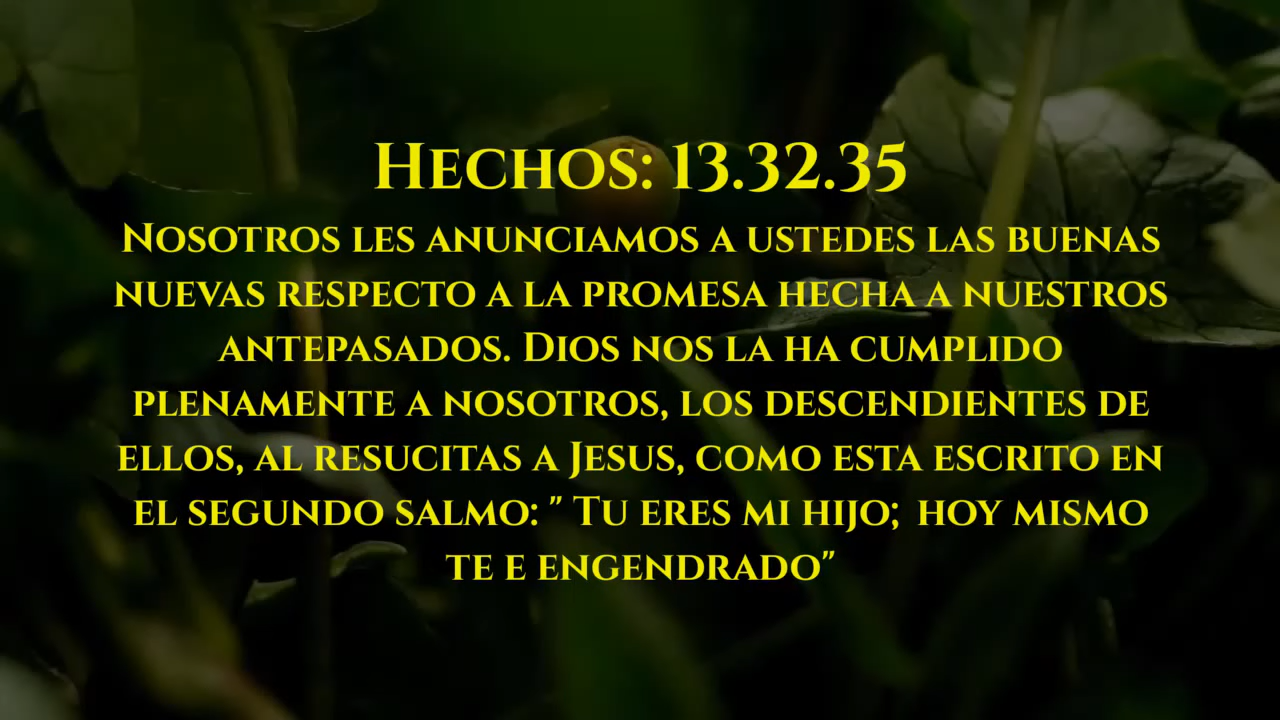 Hechos: 13.32.35
Nosotros les anunciamos a ustedes las buenas
nuevas respecto a la promesa hecha a nuestros
antepasados. Dios nos la ha cumplido
plenamente a nosotros, los descendientes de
ellos, al resucitas a Jesus, como esta escrito en
el segundo salmo: " Tu eres mi hijo; hoy mismo
te e engendrado"